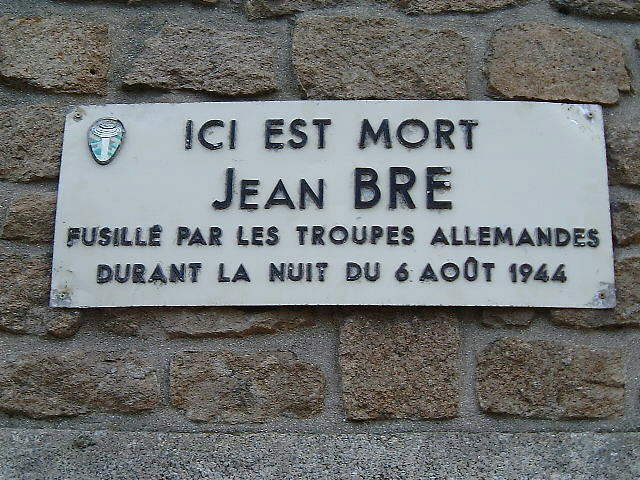 ICI EST MORT
JEAN BRE
FUSILLÉ PAR LES TROUPES ALLEMANDES
DURANT LA NUIT DU 6 AOÛT 1944